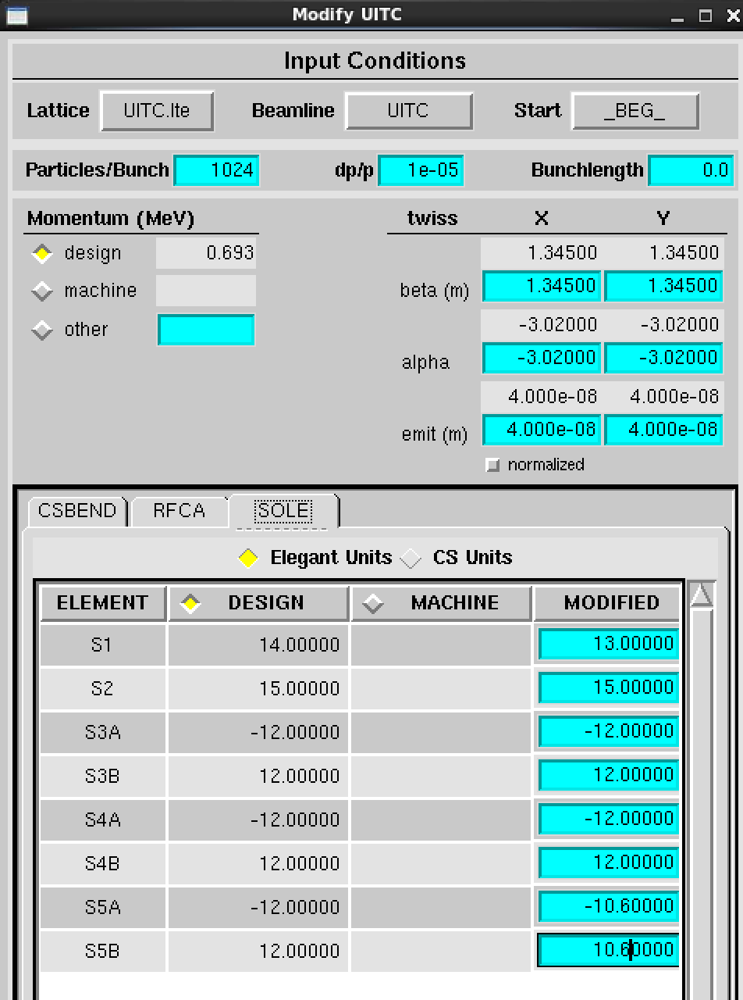 Modify UITC
Input Conditions
Lattice UITC.lte Beamline UITC Start _BEG_
Particles/Bunch 1024 dp/p 1e-05 Bunchlength 0.0
Momentum (MeV) twiss X Y
design 0.693 1.34500 1.34500
machine beta (m) 1.34500 1.34500
other -3.02000 -3.02000
alpha -3.02000 -3.02000
4.000e-08 4.000e-08
emit (m) 4.000e-08 4.000e-08
normalized
CSBEND RFCA SOLE
Elegant Units CS Units
ELEMENT DESIGN MACHINE MODIFIED
S1 14.00000 13.00000
S2 15.00000 15.00000
S3A -12.00000 -12.00000
S3B 12.00000 12.00000
S4A -12.00000 -12.00000
S4B 12.00000 12.00000
S5A -12.00000 -10.60000
S5B 12.00000 10.60000